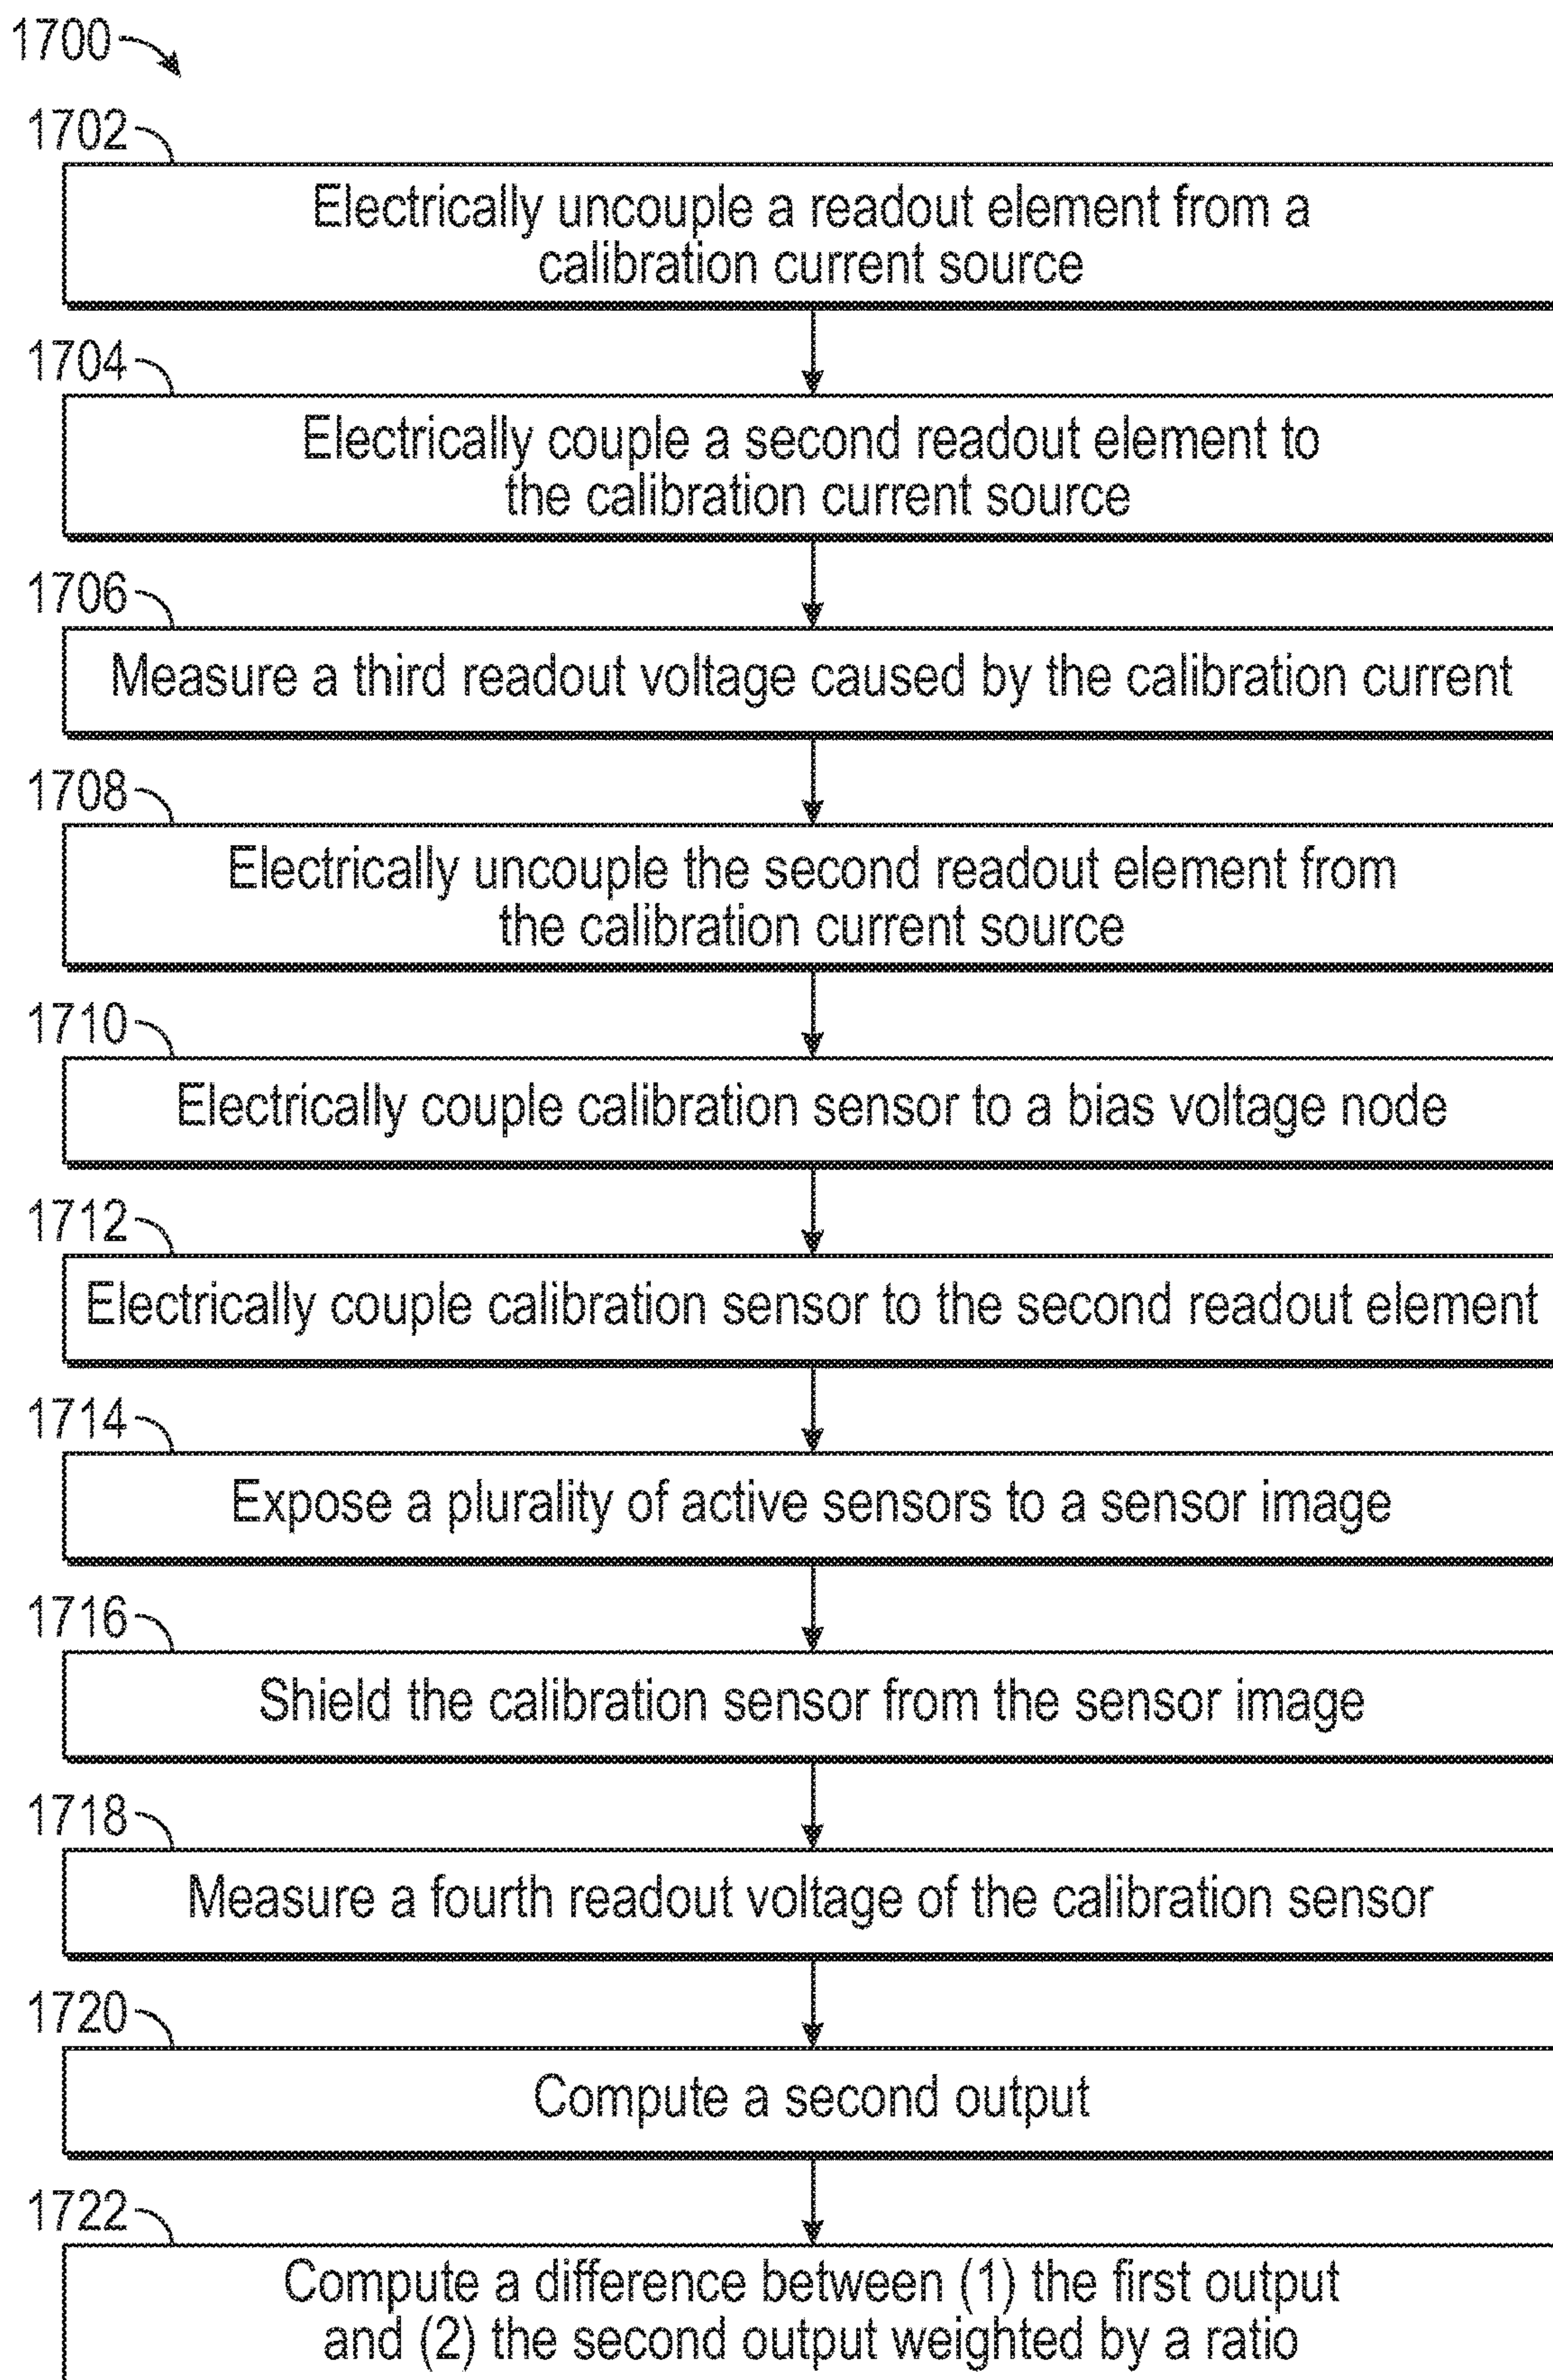 1700
1702
Electrically uncouple a readout element from a
calibration current source
1704
Electrically couple a second readout element to
the calibration current source
1706
Measure a third readout voltage caused by the calibration current
1708
Electrically uncouple the second readout element from
the calibration current source
1710
Electrically couple calibration sensor to a bias voltage node
1712
Electrically couple calibration sensor to the second readout element
1714
Expose a plurality of active sensors to a sensor image
1716
Shield the calibration sensor from the sensor image
1718
Measure a fourth readout voltage of the calibration sensor
1720
Compute a second output
1722
Compute a difference between (1) the first output
and (2) the second output weighted by a ratio